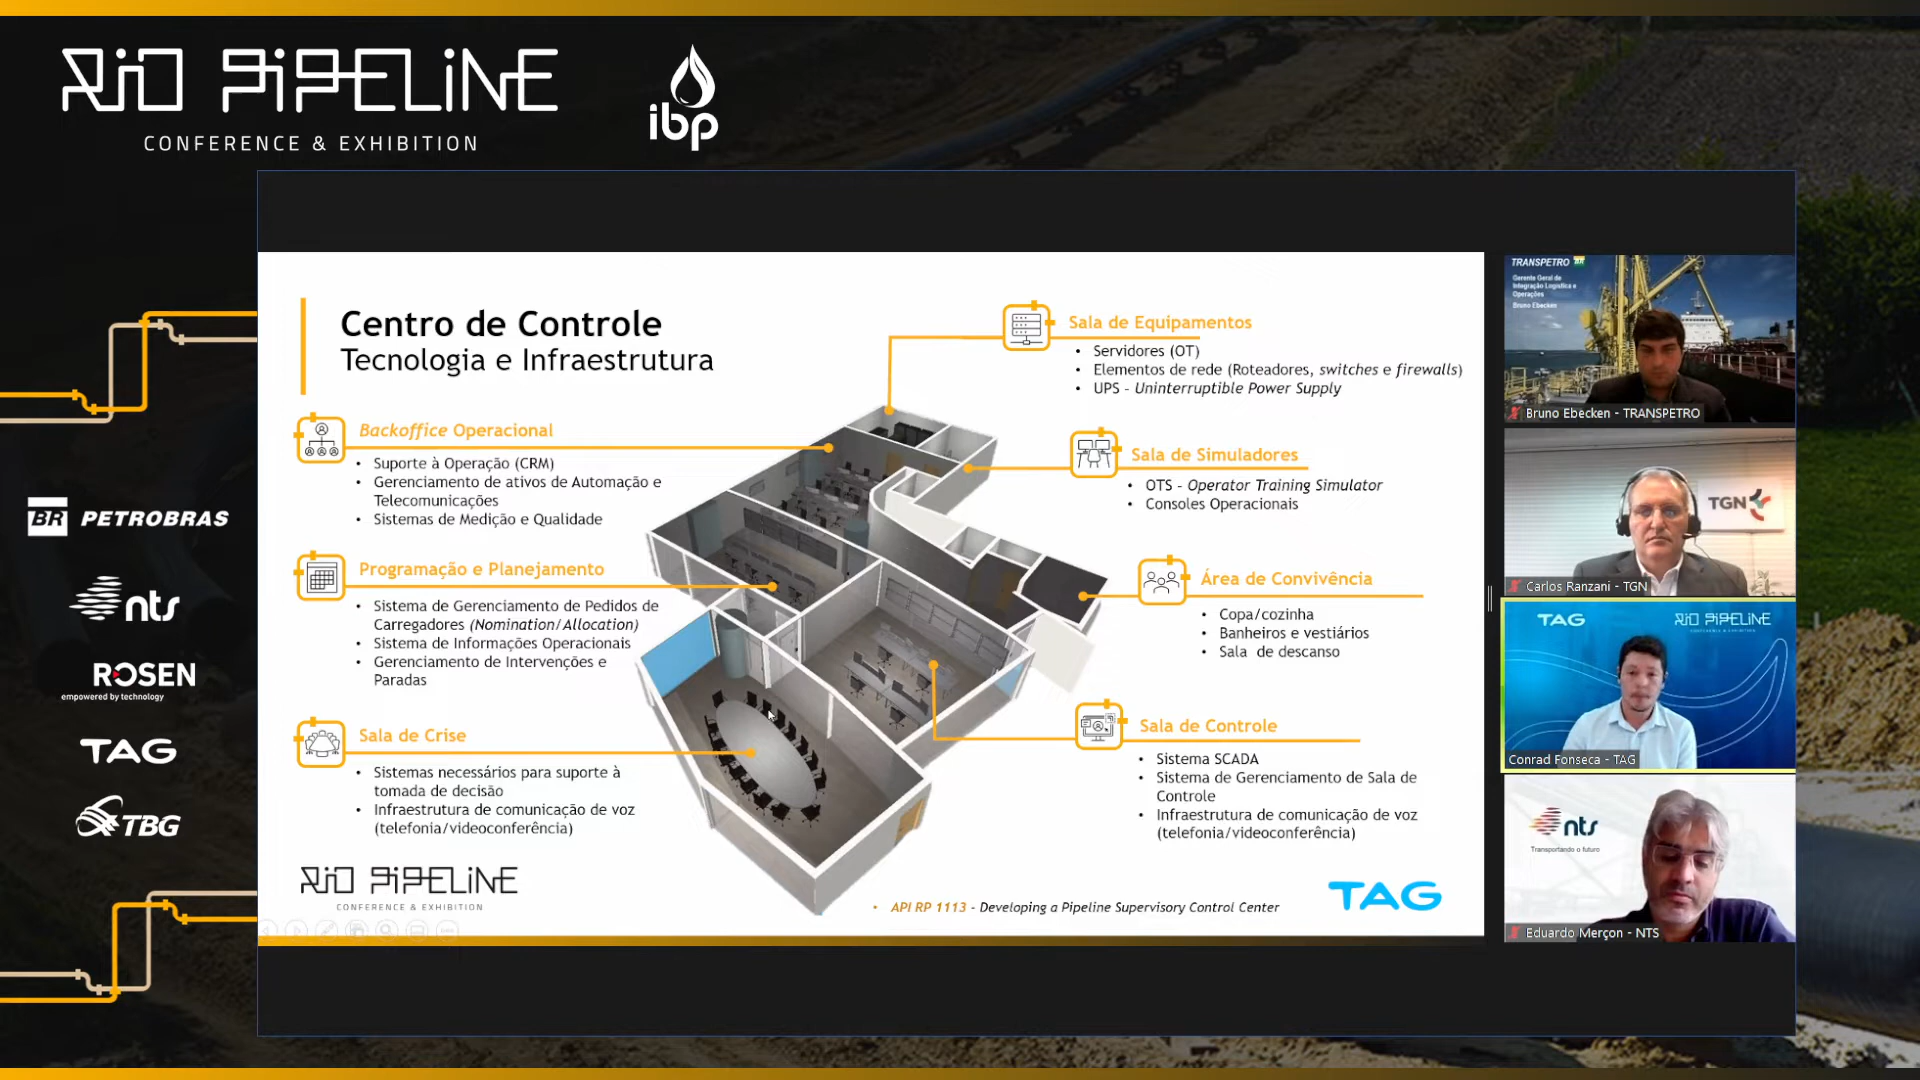 RIO PIPELINE
CONFERENCE & EXHIBITION
ibp
BR PETROBRAS
nts
ROSEN
empowered by technology
TAG
TBG
Centro de Controle
Tecnologia e Infraestrutura
Backoffice Operacional
• Suporte à Operação (CRM)
• Gerenciamento de ativos de Automação e
Telecomunicações
• Sistemas de Medição e Qualidade
Programação e Planejamento
• Sistema de Gerenciamento de Pedidos de
Carregadores (Nomination/Allocation)
• Sistema de Informações Operacionais
• Gerenciamento de Intervenções e
Paradas
Sala de Crise
• Sistemas necessários para suporte à
tomada de decisão
• Infraestrutura de comunicação de voz
(telefonia/videoconferência)
Sala de Equipamentos
• Servidores (OT)
• Elementos de rede (Roteadores, switches e firewalls)
• UPS - Uninterruptible Power Supply
Sala de Simuladores
• OTS - Operator Training Simulator
• Consoles Operacionais
Área de Convivência
• Copa/cozinha
• Banheiros e vestiários
• Sala de descanso
Sala de Controle
• Sistema SCADA
• Sistema de Gerenciamento de Sala de
Controle
• Infraestrutura de comunicação de voz
(telefonia/videoconferência)
RIO PIPELINE
CONFERENCE & EXHIBITION
• API RP 1113 - Developing a Pipeline Supervisory Control Center
TAG
TRANSPETRO BR
Gerente Geral de
Integração Logística e
Operações
Bruno Ebecken
Bruno Ebecken - TRANSPETRO
TGN
Carlos Ranzani - TGN
TAG
RIO PIPELINE
CONFERENCE & EXHIBITION
Conrad Fonseca - TAG
nts
Transportando o futuro
Eduardo Merçon - NTS